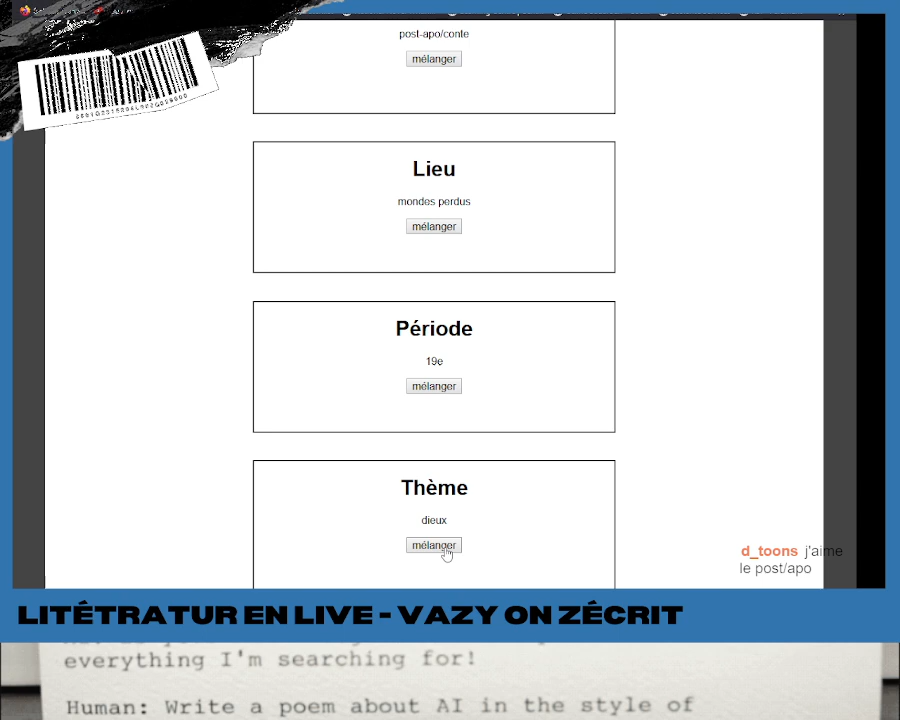 post-apo/conte
mélanger
Lieu
mondes perdus
mélanger
Période
19e
mélanger
Thème
dieux
mélanger
d_toons j'aime
le post/apo
LITÉTRATUR EN LIVE - VAZY ON ZÉCRIT
everything I'm searching for!
Human: Write a poem about AI in the style of